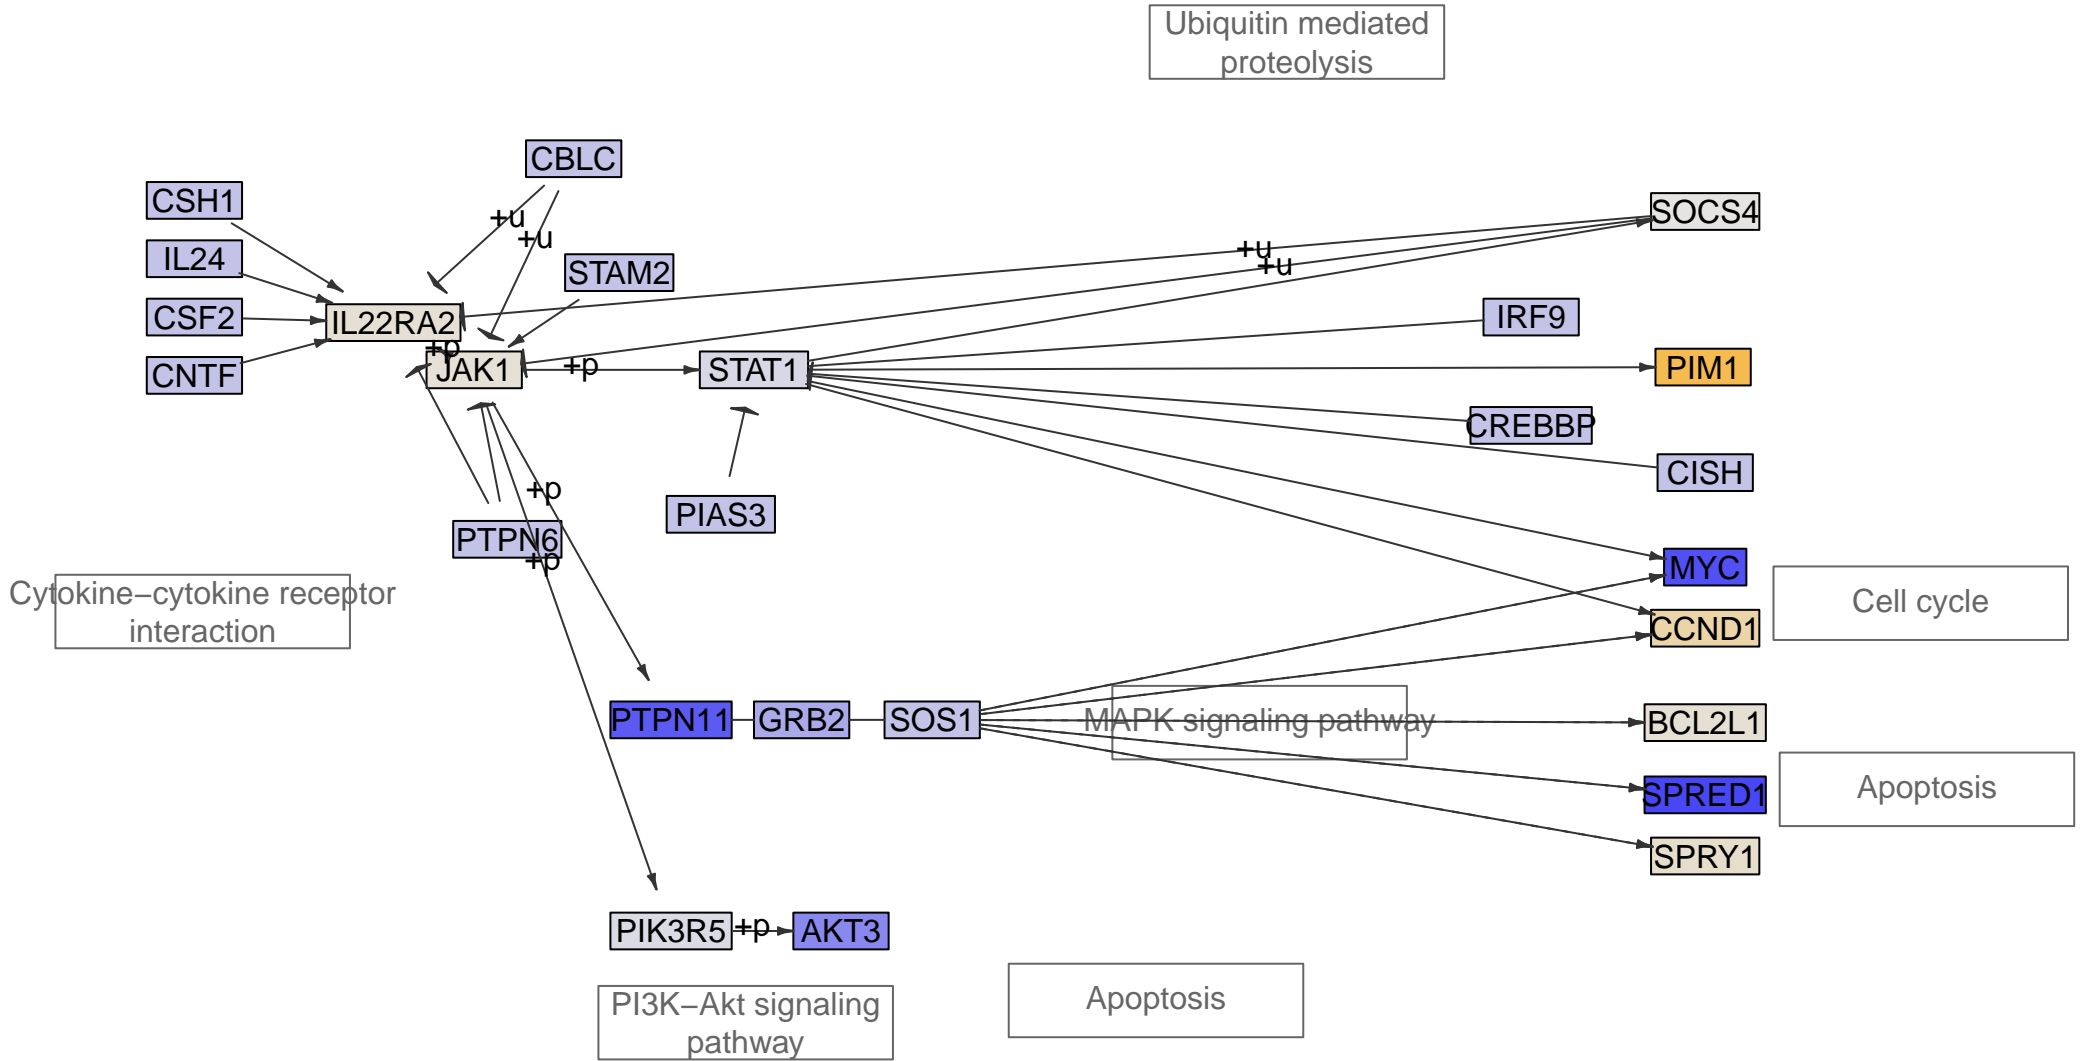 Ubiquitin mediated
proteolysis
CBLC
CSH1
SOCS4
+u
+u
+u
+u
IL24
STAM2
CSF2
IL22RA2
IRF9
+p
CNTF
JAK1
+p
STAT1
PIM1
CREBBP
CISH
+p
PIAS3
PTPN6
+p
MYC
Cytokine−cytokine receptor
interaction
Cell cycle
CCND1
PTPN11
GRB2
SOS1
MAPK signaling pathway
BCL2L1
SPRED1
Apoptosis
SPRY1
PIK3R5
+p
AKT3
PI3K−Akt signaling
pathway
Apoptosis